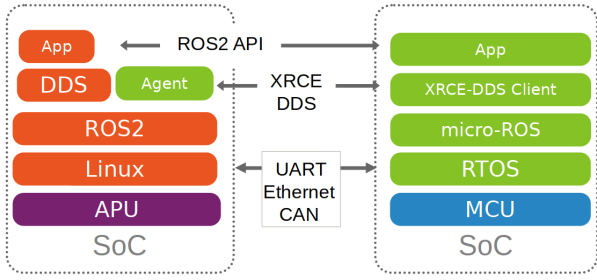 App
ROS2 API
App
DDS
Agent
XRCE
DDS
XRCE-DDS Client
ROS2
micro-ROS
Linux
UART
Ethernet
CAN
RTOS
APU
MCU
SoC
SoC